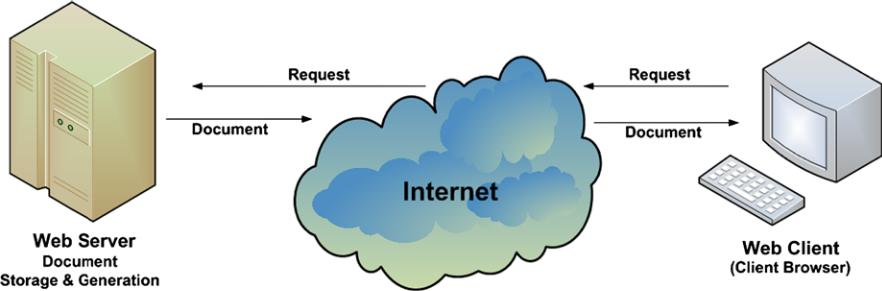 Request
Request
Document
Document
Internet
Web Server
Document
Storage & Generation
Web Client
(Client Browser)